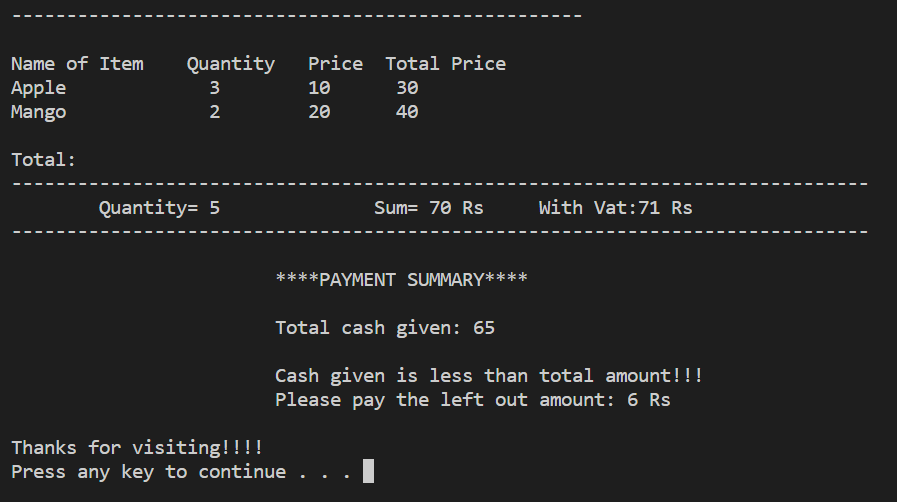 ----------------------------------------------------
Name of Item    Quantity   Price  Total Price
Apple             3        10      30
Mango             2        20      40
Total:
------------------------------------------------------------------------------
        Quantity= 5              Sum= 70 Rs     With Vat:71 Rs
------------------------------------------------------------------------------
                        ****PAYMENT SUMMARY****
                        Total cash given: 65
                        Cash given is less than total amount!!!
                        Please pay the left out amount: 6 Rs
Thanks for visiting!!!!
Press any key to continue . . .